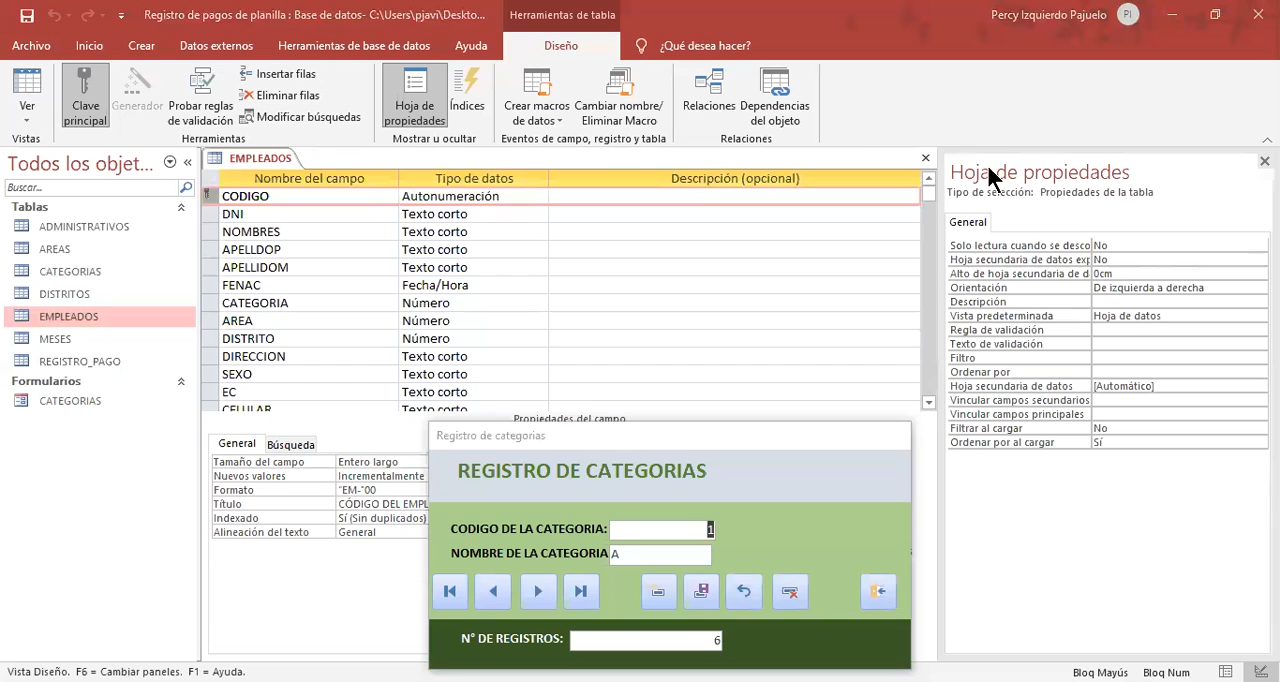 Registro de pagos de planilla : Base de datos- C:\Users\pjavi\Deskto...
Herramientas de tabla
Percy Izquierdo Pajuelo
PI
Archivo
Inicio
Crear
Datos externos
Herramientas de base de datos
Ayuda
Diseño
¿Qué desea hacer?
Ver
Clave principal
Generador
Probar reglas de validación
Insertar filas
Eliminar filas
Modificar búsquedas
Hoja de propiedades
Índices
Crear macros de datos
Cambiar nombre/ Eliminar Macro
Relaciones
Dependencias del objeto
Vistas
Herramientas
Mostrar u ocultar
Eventos de campo, registro y tabla
Relaciones
Todos los objet...
Buscar...
Tablas
ADMINISTRATIVOS
AREAS
CATEGORIAS
DISTRITOS
EMPLEADOS
MESES
REGISTRO_PAGO
Formularios
CATEGORIAS
EMPLEADOS
Nombre del campo Tipo de datos Descripción (opcional)
CODIGO Autonumeración
DNI Texto corto
NOMBRES Texto corto
APELLDOP Texto corto
APELLIDOM Texto corto
FENAC Fecha/Hora
CATEGORIA Número
AREA Número
DISTRITO Número
DIRECCION Texto corto
SEXO Texto corto
EC Texto corto
CELULAR Texto corto
Propiedades del campo
General Búsqueda
Tamaño del campo Entero largo
Nuevos valores Incrementalmente
Formato "EM-"00
Título CÓDIGO DEL EMPL
Indexado Sí (Sin duplicados)
Alineación del texto General
Registro de categorias
REGISTRO DE CATEGORIAS
CODIGO DE LA CATEGORIA: 1
NOMBRE DE LA CATEGORIA A
N° DE REGISTROS: 6
Hoja de propiedades
Tipo de selección: Propiedades de la tabla
General
Solo lectura cuando se desco No
Hoja secundaria de datos exp No
Alto de hoja secundaria de d 0cm
Orientación De izquierda a derecha
Descripción
Vista predeterminada Hoja de datos
Regla de validación
Texto de validación
Filtro
Ordenar por
Hoja secundaria de datos [Automático]
Vincular campos secundarios
Vincular campos principales
Filtrar al cargar No
Ordenar por al cargar Sí
Vista Diseño. F6 = Cambiar paneles. F1 = Ayuda.
Bloq Mayús Bloq Num